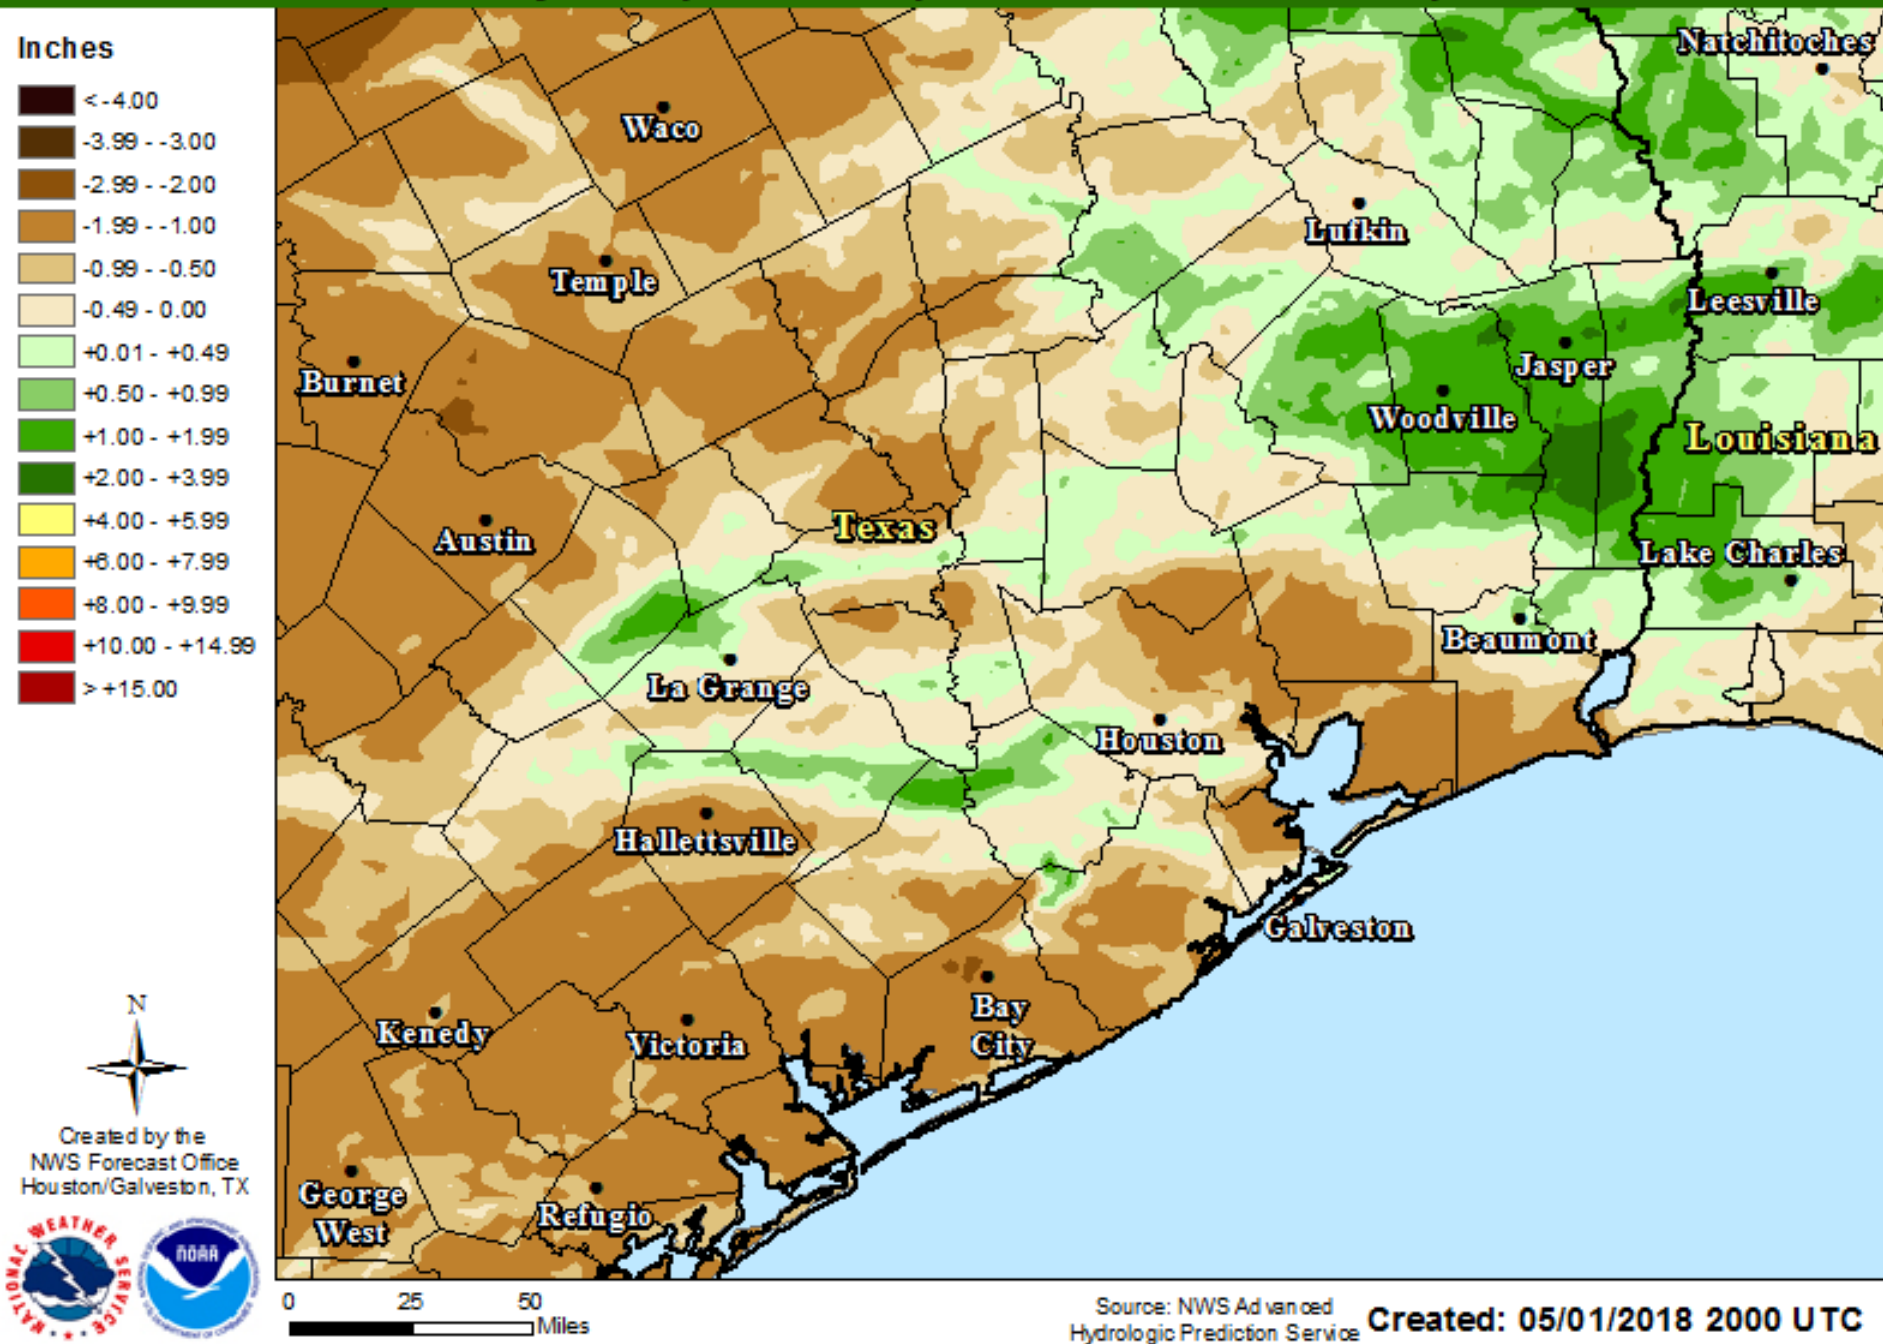 Inches
< -4.00
-3.99 - -3.00
-2.99 - -2.00
-1.99 - -1.00
-0.99 - -0.50
-0.49 - 0.00
+0.01 - +0.49
+0.50 - +0.99
+1.00 - +1.99
+2.00 - +3.99
+4.00 - +5.99
+6.00 - +7.99
+8.00 - +9.99
+10.00 - +14.99
> +15.00
Natchitoches
Waco
Lufkin
Temple
Leesville
Burnet
Jasper
Woodville
Louisiana
Texas
Austin
Lake Charles
Beaumont
La Grange
Houston
Hallettsville
Galveston
Bay
City
Kenedy
Victoria
George
West
Refugio
N
Created by the
NWS Forecast Office
Houston/Galveston, TX
NATIONAL WEATHER SERVICE
NOAA
0 25 50
Miles
Source: NWS Advanced
Hydrologic Prediction Service
Created: 05/01/2018 2000 UTC